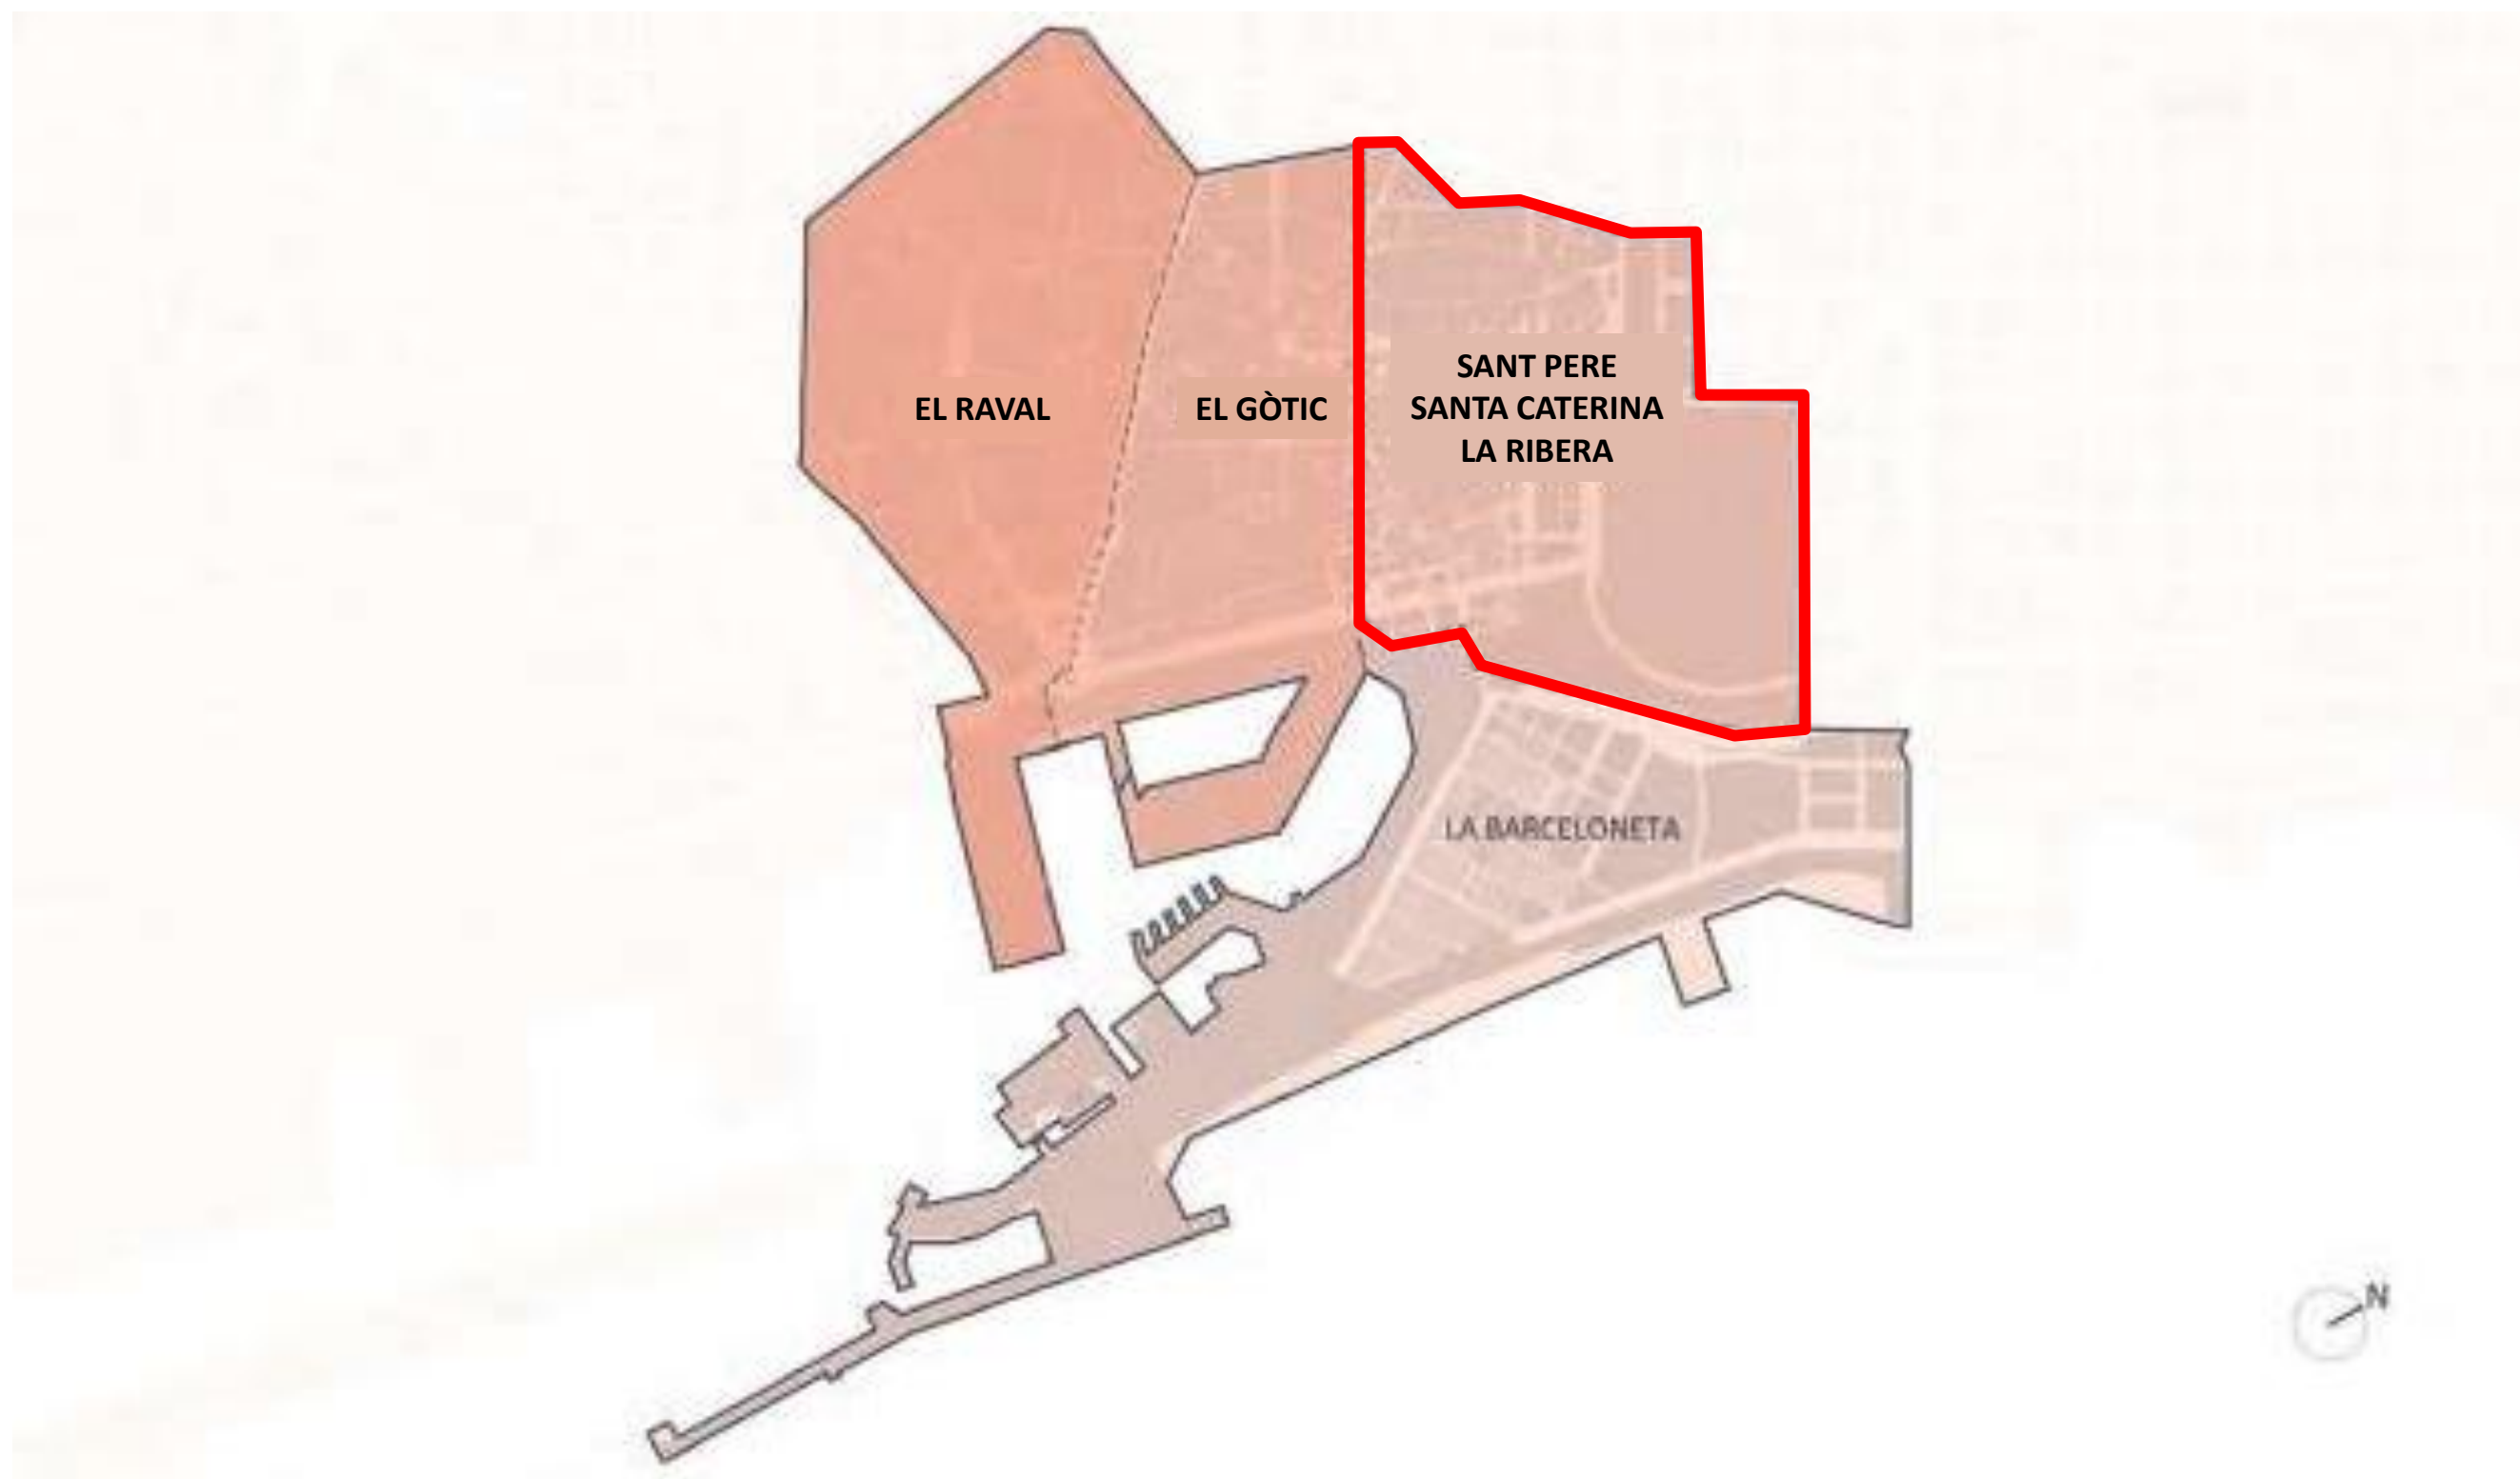 EL RAVAL
EL GÒTIC
SANT PERE
SANTA CATERINA
LA RIBERA
LA BARCELONETA
N